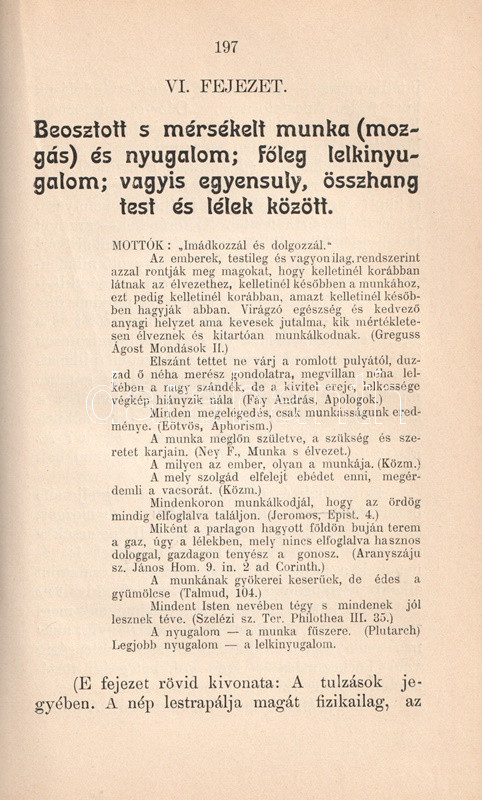 197
VI. FEJEZET.
Beosztott s mérsékelt munka (moz-
gás) és nyugalom; Főleg lelkinyu-
galom; vagyis egyensuly, összhang
test és lélek között.
MOTTÓK: „Imádkozzál és dolgozzál."
Az emberek, testileg és vagyonilag, rendszerint
azzal rontják meg magokat, hogy kelletinél korábban
látnak az élvezethez, kelletinél későbben a munkához,
ezt pedig kelletinél korábban, amazt kelletinél később-
ben hagyják abban. Virágzó egészség és kedvező
anyagi helyzet ama kevesek jutalma, kik mértéklete-
sen élveznek és kitartóan munkálkodnak. (Greguss
Ágost Mondások II.)
Elszánt tettet ne várj a romlott pulyától, duz-
zad ő néha merész gondolatra, megvillan néha lel-
kében a nagy szándék, de a kivitel ereje, lelkessége
végkép hiányzik nála (Fáy András, Apologok.)
Minden megelégedés, csak munkásságunk ered-
ménye. (Eötvös, Aphorism.)
A munka meglőn születve, a szükség és sze-
retet karjain. (Ney F., Munka s élvezet.)
A milyen az ember, olyan a munkája. (Közm.)
A mely szolgád elfelejt ebédet enni, megér-
demli a vacsorát. (Közm.)
Mindenkoron munkálkodjál, hogy az ördög
mindig elfoglalva találjon. (Jeromos, Epist. 4.)
Miként a parlagon hagyott földön buján terem
a gaz, úgy a lélekben, mely nincs elfoglalva hasznos
dologgal, gazdagon tenyész a gonosz. (Aranyszáju
sz. János Hom. 9. in. 2 ad Corinth.)
A munkának gyökerei keserűek, de édes a
gyümölcse (Talmud, 104.)
Mindent Isten nevében tégy s mindenek jól
lesznek téve. (Szelézi sz. Ter. Philothea III. 35.)
A nyugalom — a munka fűszere. (Plutarch)
Legjobb nyugalom — a lelkinyugalom.
(E fejezet rövid kivonata: A tulzások je-
gyében. A nép lestrapálja magát fizikailag, az